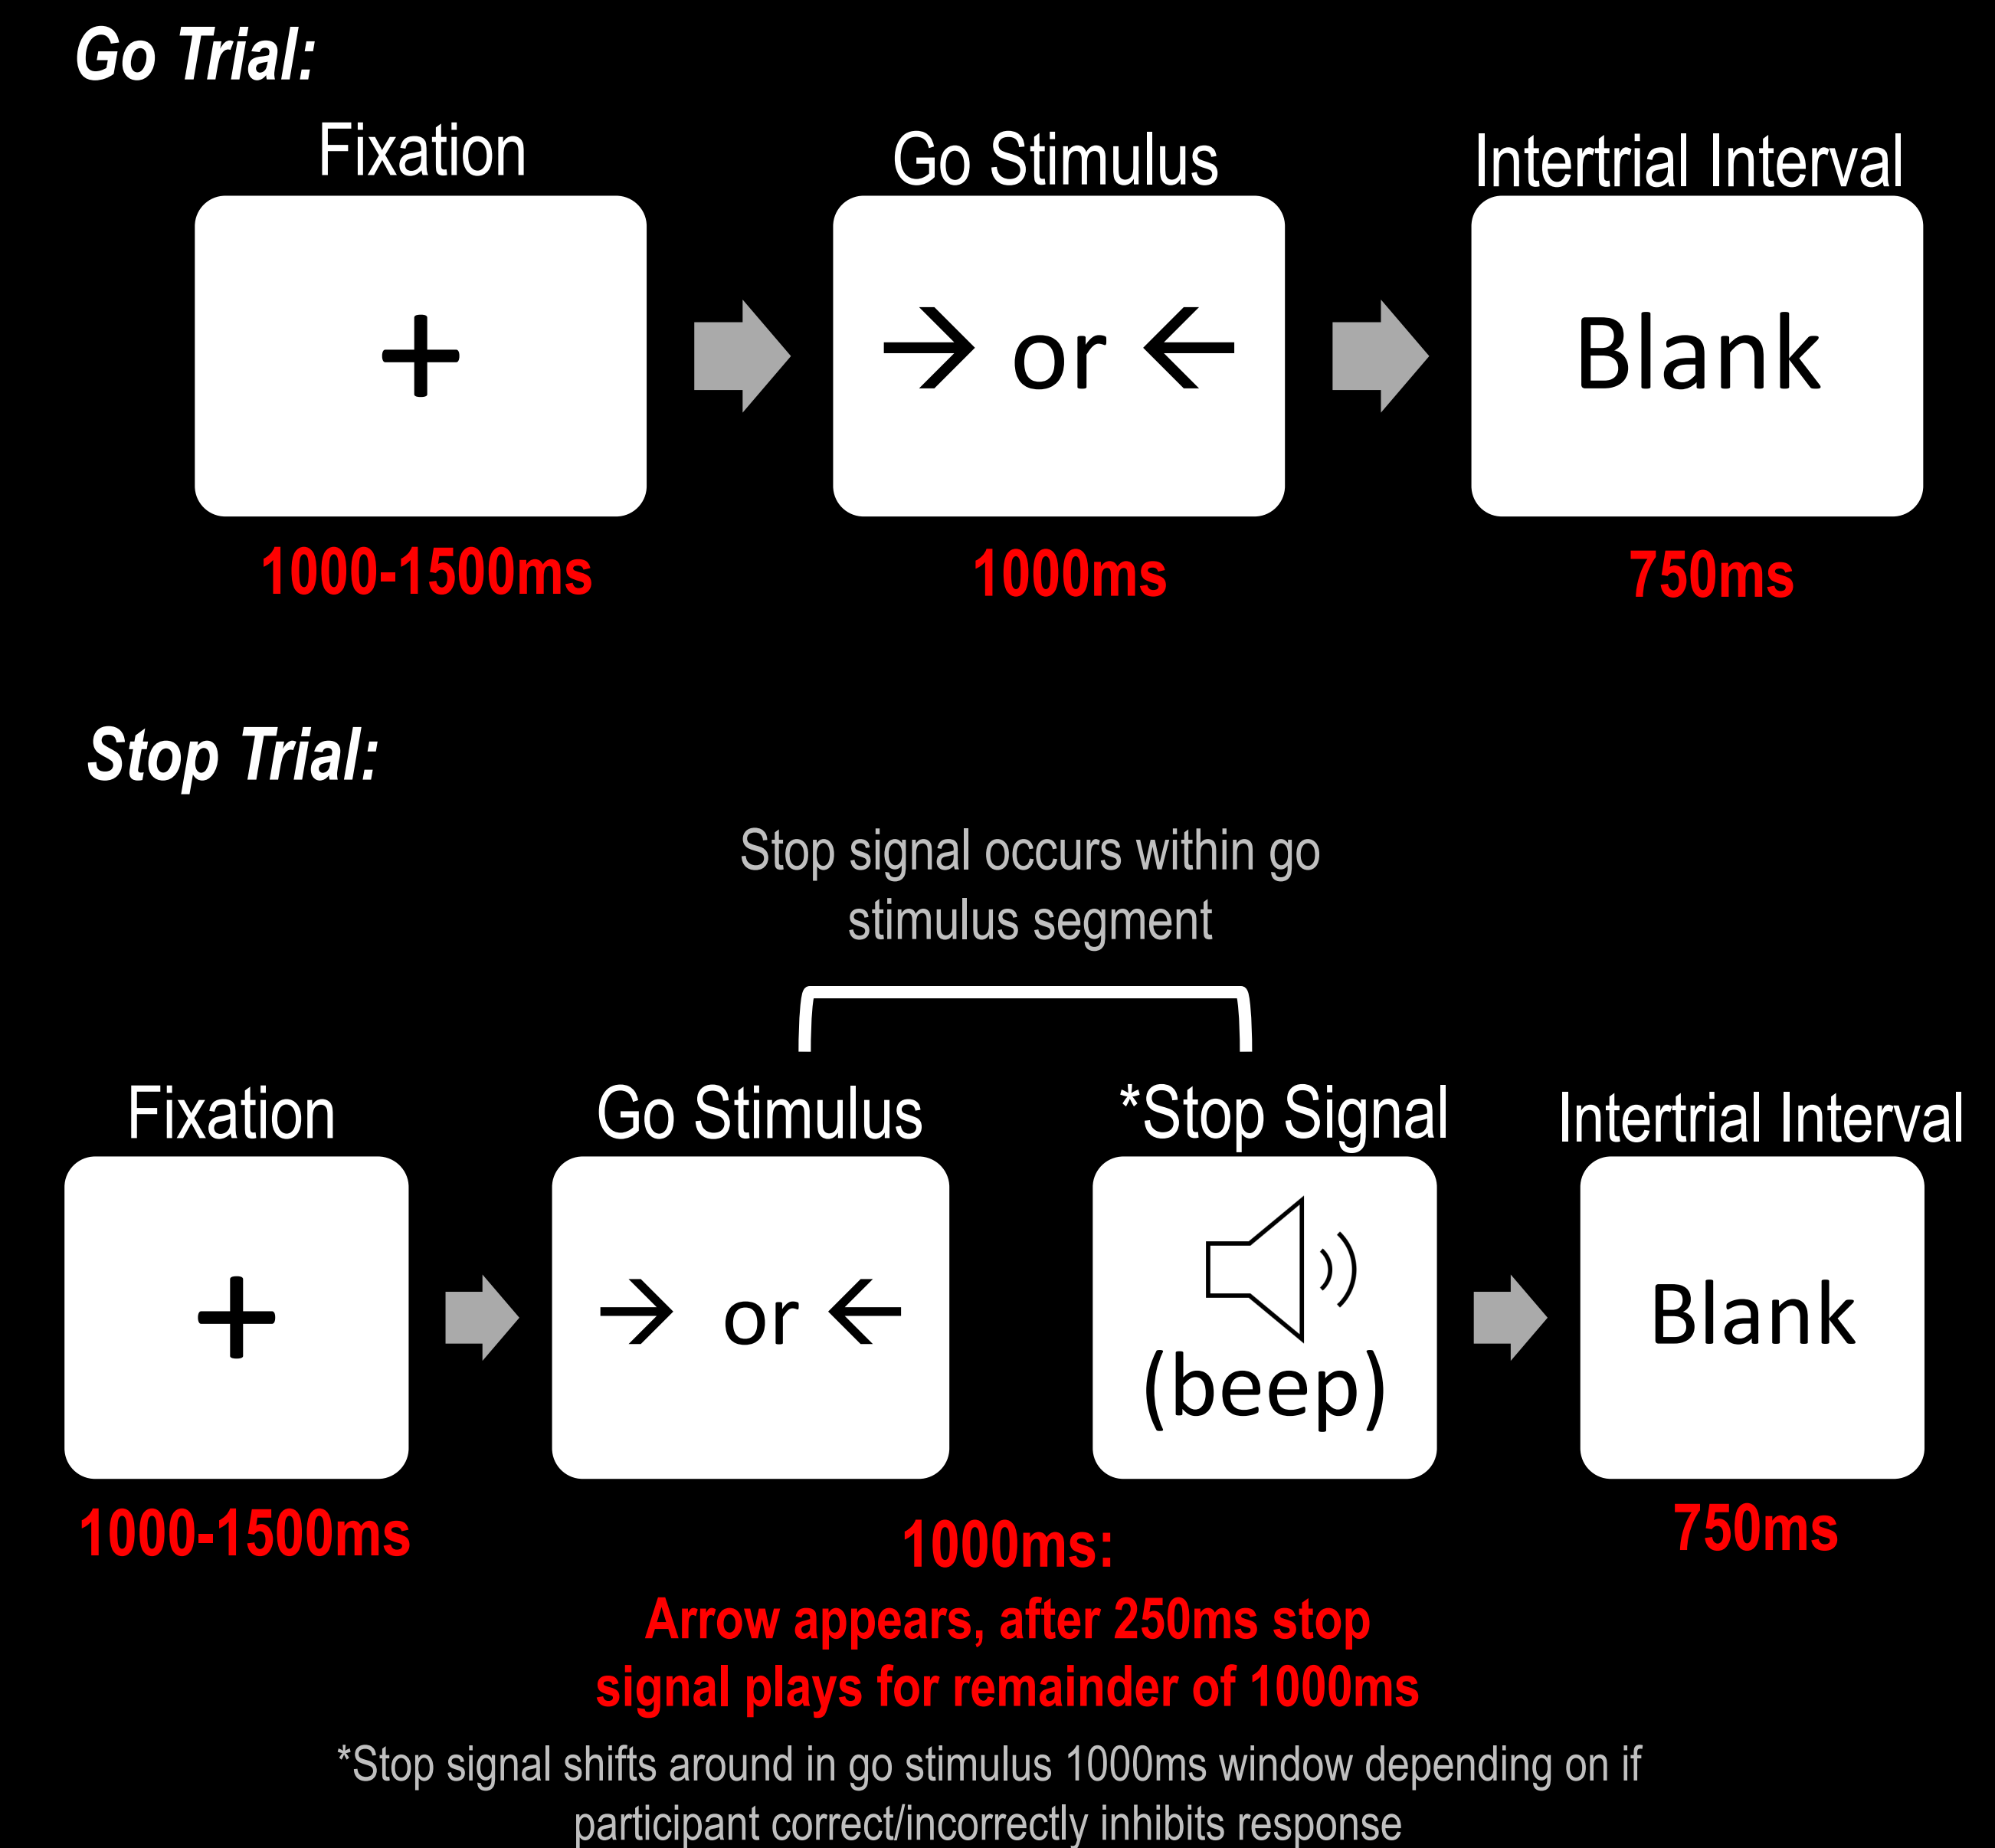 Go Trial:
Fixation
Go Stimulus
Intertrial Interval
+
→ or ←
Blank
1000-1500ms
1000ms
750ms
Stop Trial:
Stop signal occurs within go
stimulus segment
Fixation
Go Stimulus
*Stop Signal
Intertrial Interval
+
→ or ←
(beep)
Blank
1000-1500ms
1000ms:
750ms
Arrow appears, after 250ms stop
signal plays for remainder of 1000ms
*Stop signal shifts around in go stimulus 1000ms window depending on if
participant correct/incorrectly inhibits response